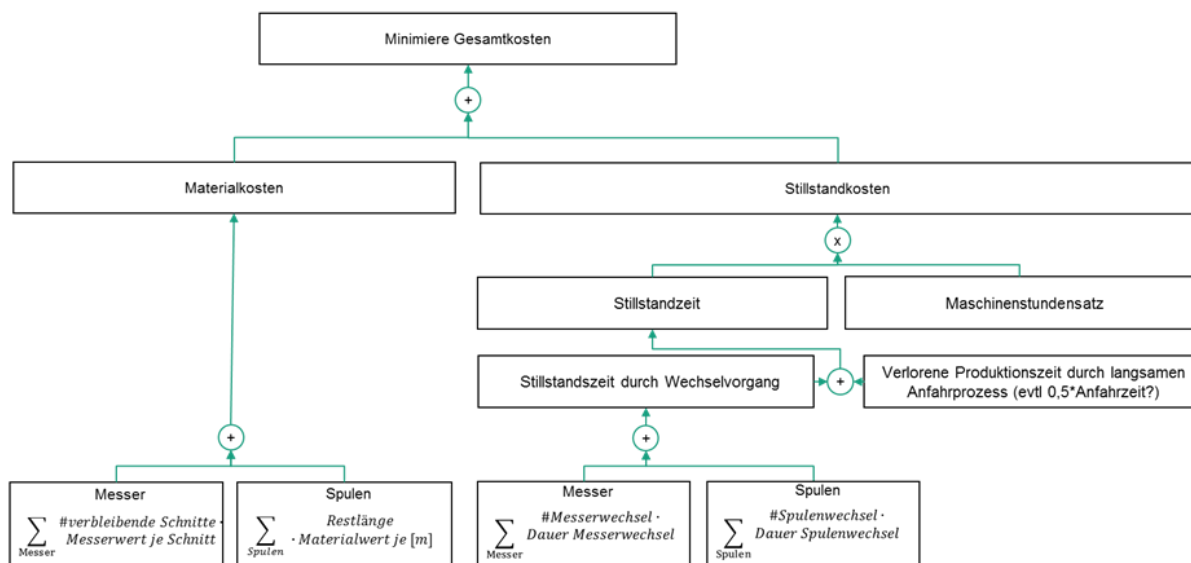 Minimiere Gesamtkosten
+
Materialkosten
Stillstandkosten
x
Stillstandzeit
Maschinenstundensatz
Stillstandszeit durch Wechselvorgang
+
Verlorene Produktionszeit durch langsamen
Anfahrprozess (evtl 0,5*Anfahrzeit?)
+
+
Messer
∑ Messer #verbleibende Schnitte ·
Messerwert je Schnitt
Spulen
∑ Spulen Restlänge
· Materialwert je [m]
Messer
∑ Messer #Messerwechsel ·
Dauer Messerwechsel
Spulen
∑ Spulen #Spulenwechsel ·
Dauer Spulenwechsel